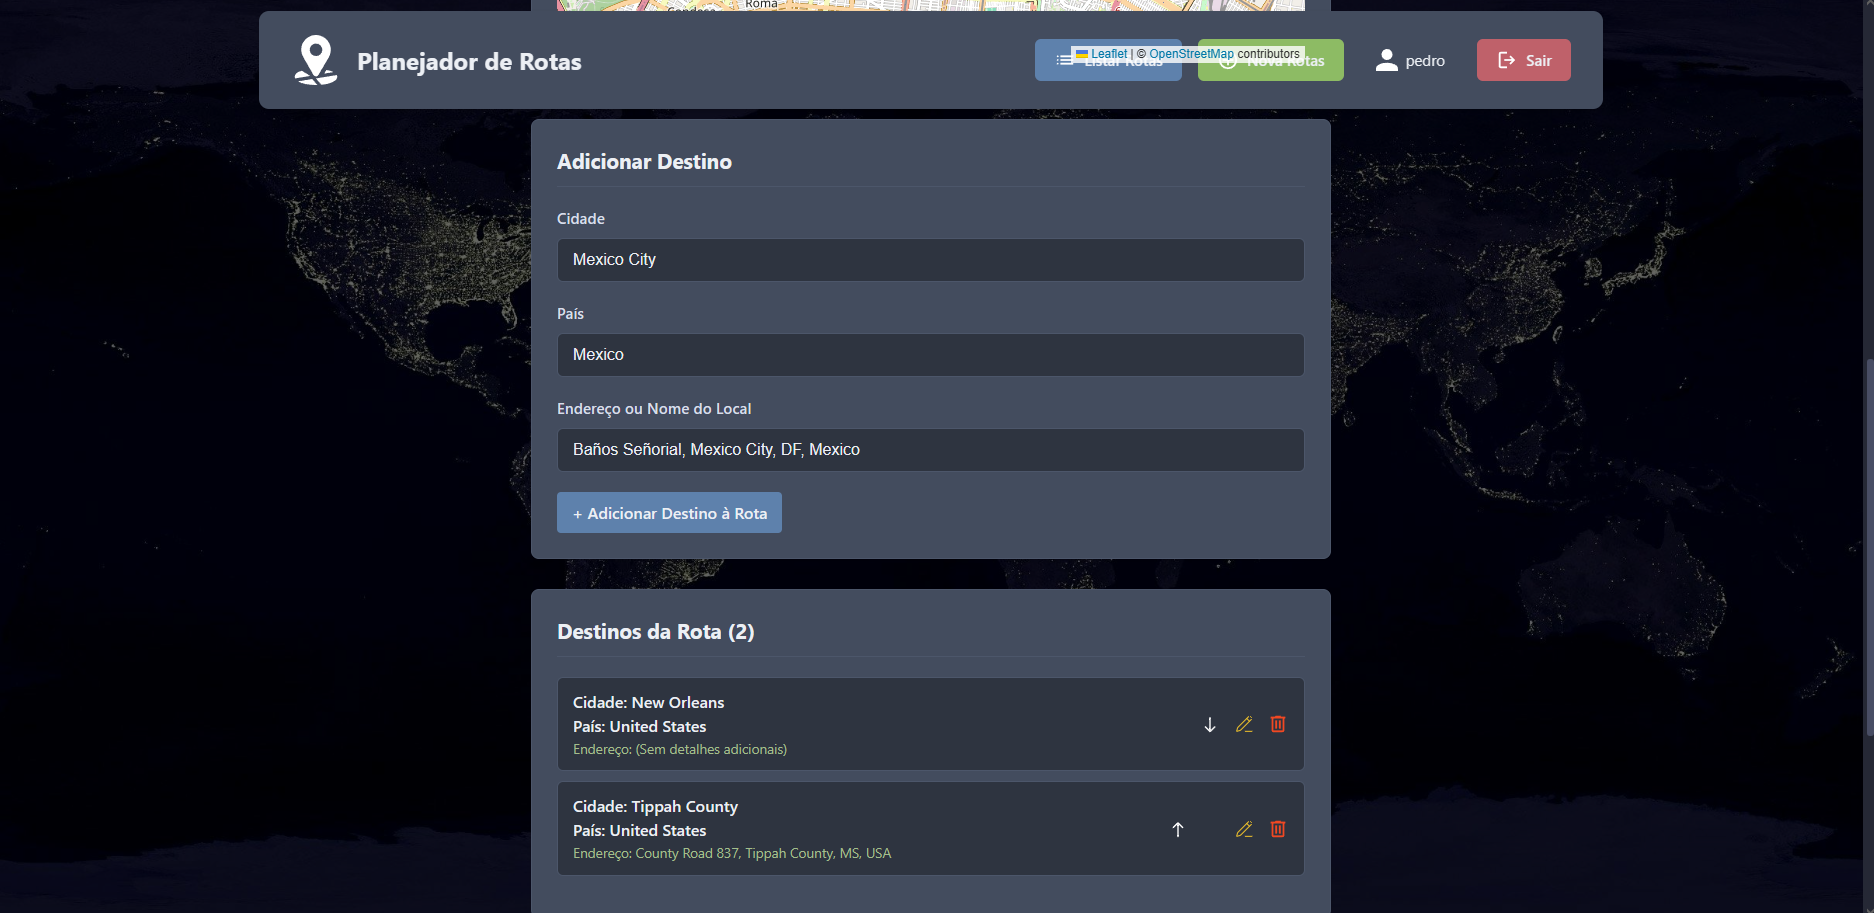 Roma
Condesa
Planejador de Rotas
Listar Rotas
Leaflet | © OpenStreetMap contributors
Nova Rotas
pedro
Sair
Adicionar Destino
Cidade
Mexico City
País
Mexico
Endereço ou Nome do Local
Baños Señorial, Mexico City, DF, Mexico
+ Adicionar Destino à Rota
Destinos da Rota (2)
Cidade: New Orleans
País: United States
Endereço: (Sem detalhes adicionais)
Cidade: Tippah County
País: United States
Endereço: County Road 837, Tippah County, MS, USA